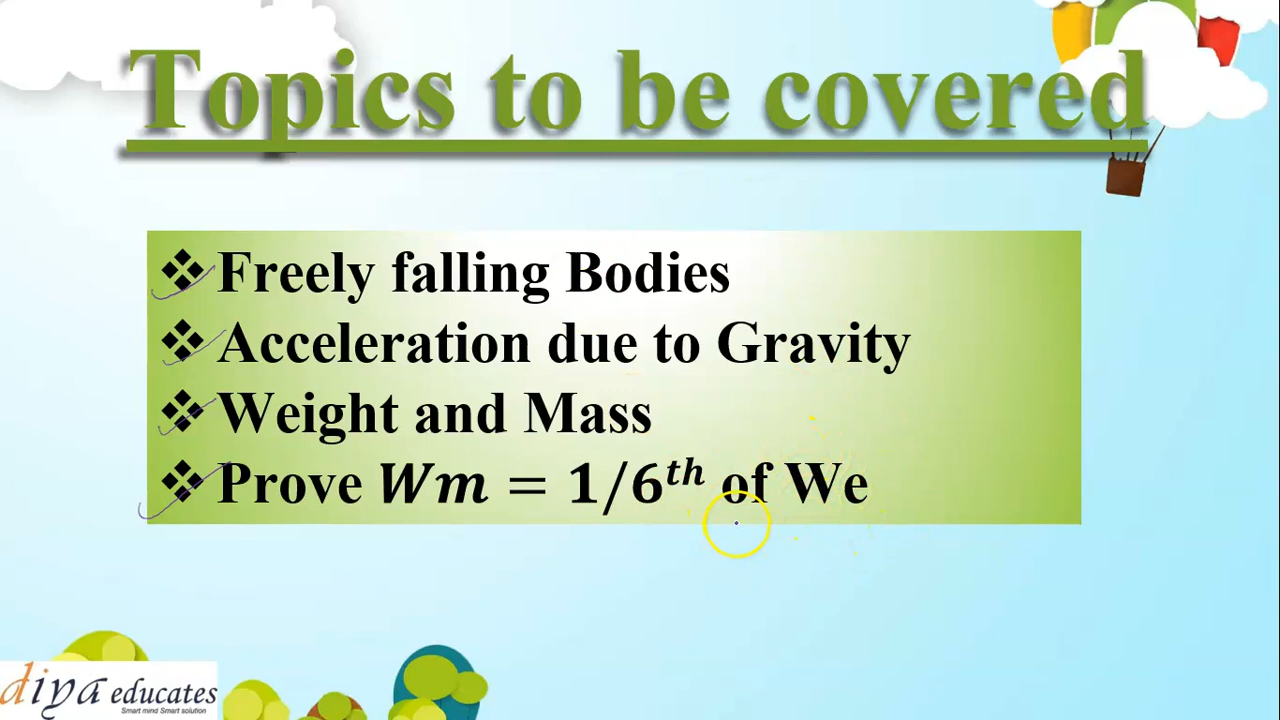 Topics to be covered
❖ Freely falling Bodies
❖ Acceleration due to Gravity
❖ Weight and Mass
❖ Prove Wm = 1/6th of We
diya educates
Smart mind Smart solution